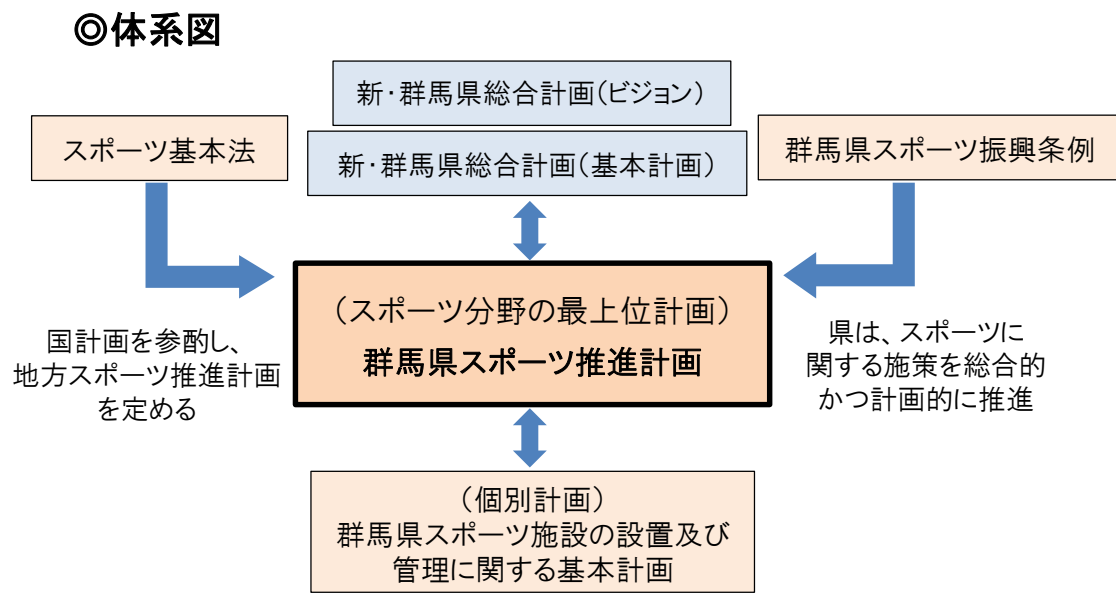 ◎体系図
新・群馬県総合計画(ビジョン)
新・群馬県総合計画(基本計画)
スポーツ基本法
群馬県スポーツ振興条例
(スポーツ分野の最上位計画)
群馬県スポーツ推進計画
国計画を参酌し、
地方スポーツ推進計画
を定める
県は、スポーツに
関する施策を総合的
かつ計画的に推進
(個別計画)
群馬県スポーツ施設の設置及び
管理に関する基本計画